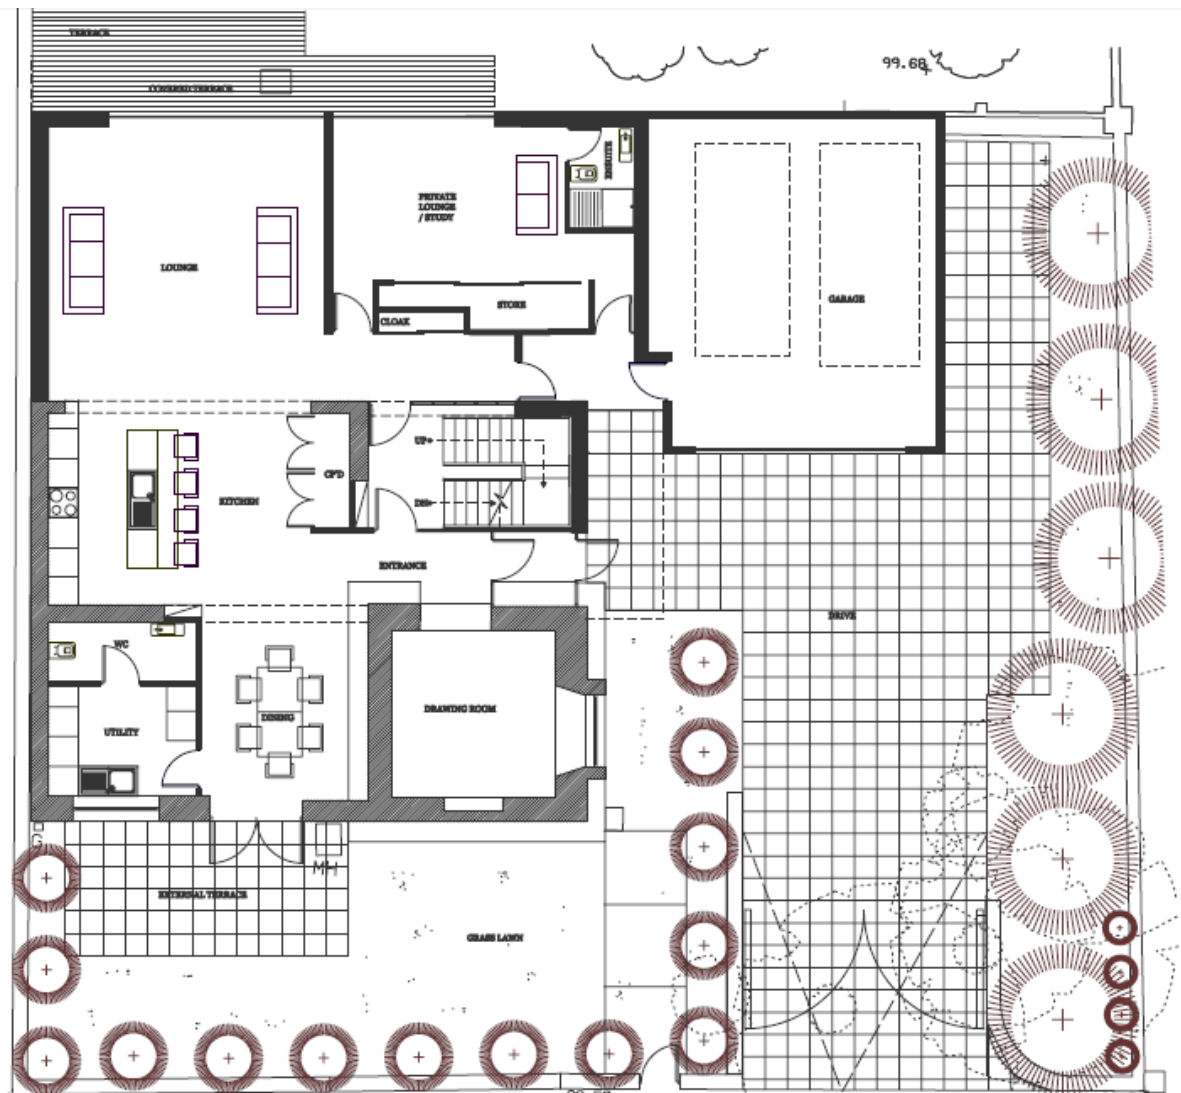 TERRACE
COVERED TERRACE
99.68
ENSUITE
PRIVATE
LOUNGE
/ STUDY
LOUNGE
STORE
CLOAK
GARAGE
UP
CP'D
KITCHEN
DN
ENTRANCE
DRIVE
WC
DRAWING ROOM
DINING
UTILITY
G
MH
EXTERNAL TERRACE
GRASS LAWN